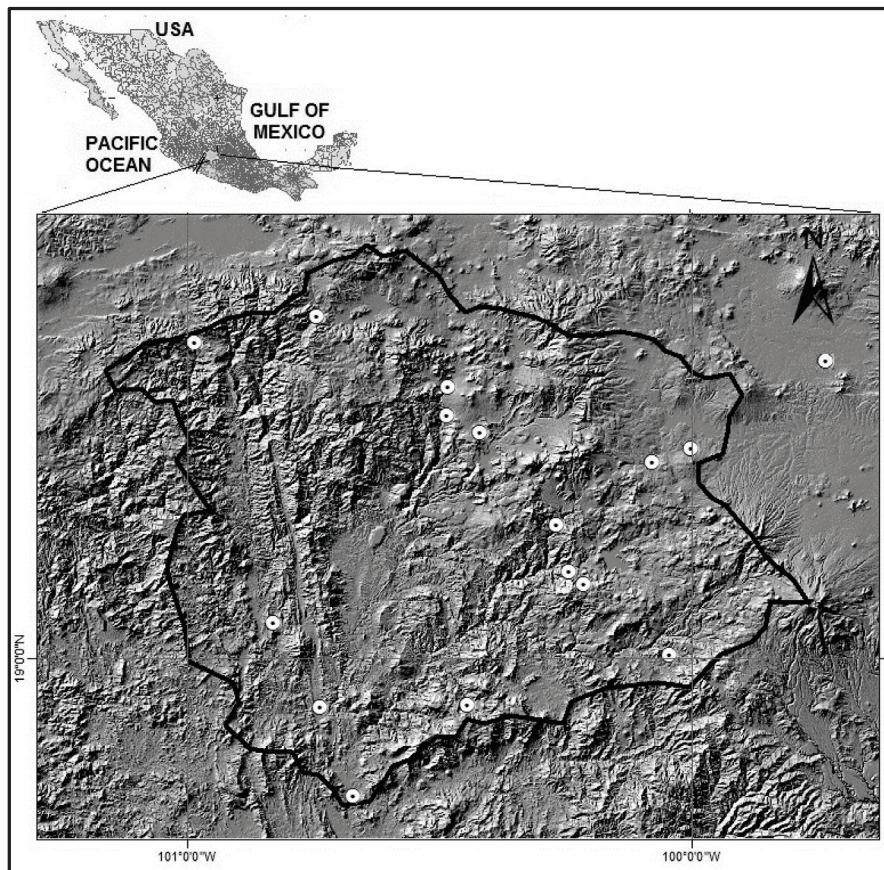 USA
GULF OF
MEXICO
PACIFIC
OCEAN
N
19°0'0"N
101°0'0"W
100°0'0"W